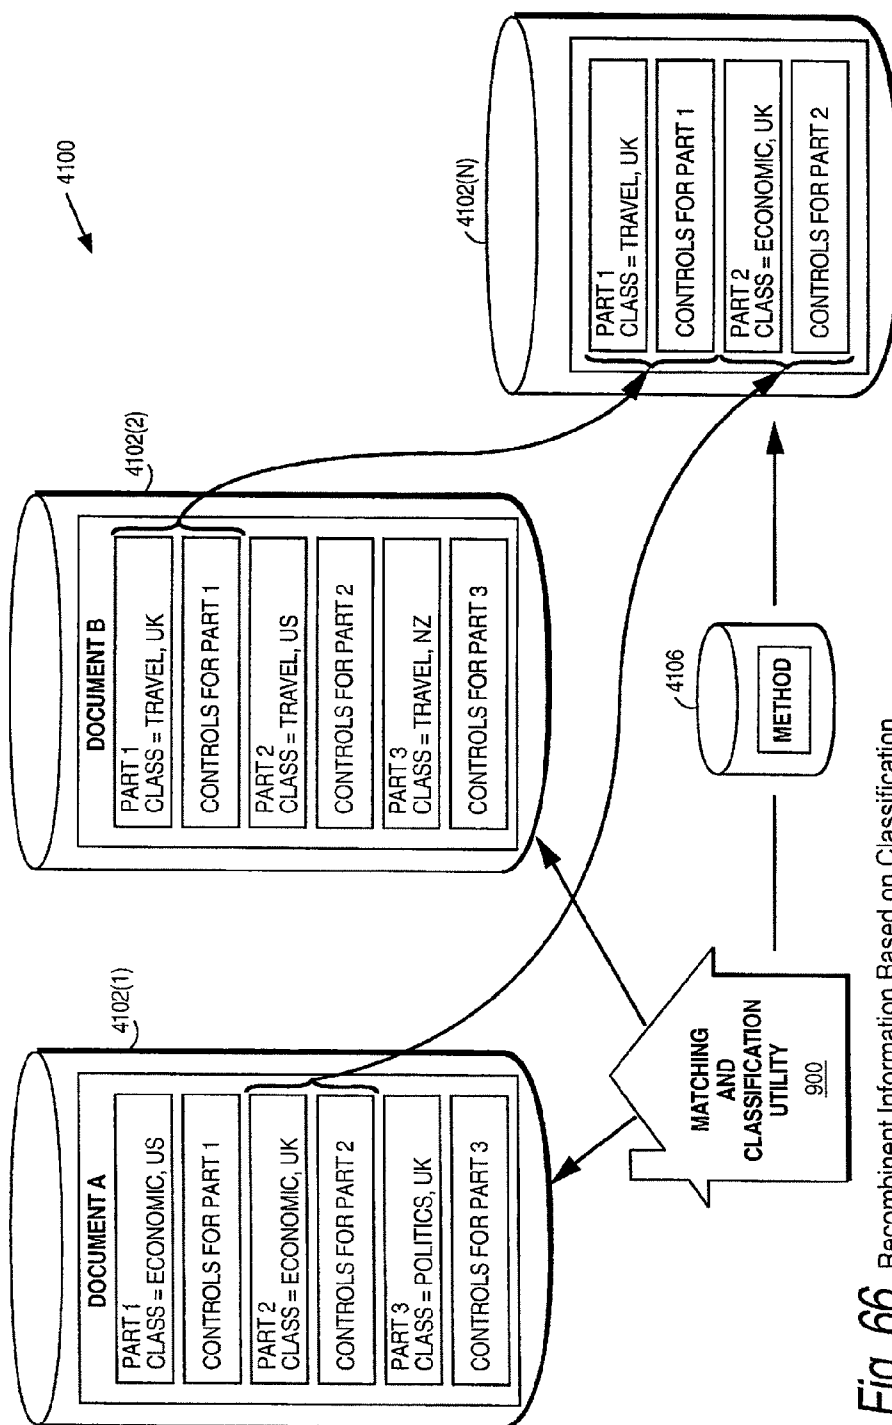 4100
4102(1)
DOCUMENT A
PART 1
CLASS = ECONOMIC, US
CONTROLS FOR PART 1
PART 2
CLASS = ECONOMIC, UK
CONTROLS FOR PART 2
PART 3
CLASS = POLITICS, UK
CONTROLS FOR PART 3
4102(2)
DOCUMENT B
PART 1
CLASS = TRAVEL, UK
CONTROLS FOR PART 1
PART 2
CLASS = TRAVEL, US
CONTROLS FOR PART 2
PART 3
CLASS = TRAVEL, NZ
CONTROLS FOR PART 3
4102(N)
PART 1
CLASS = TRAVEL, UK
CONTROLS FOR PART 1
PART 2
CLASS = ECONOMIC, UK
CONTROLS FOR PART 2
MATCHING
AND
CLASSIFICATION
UTILITY
900
4106
METHOD
Fig. 66 Recombinent Information Based on Classification